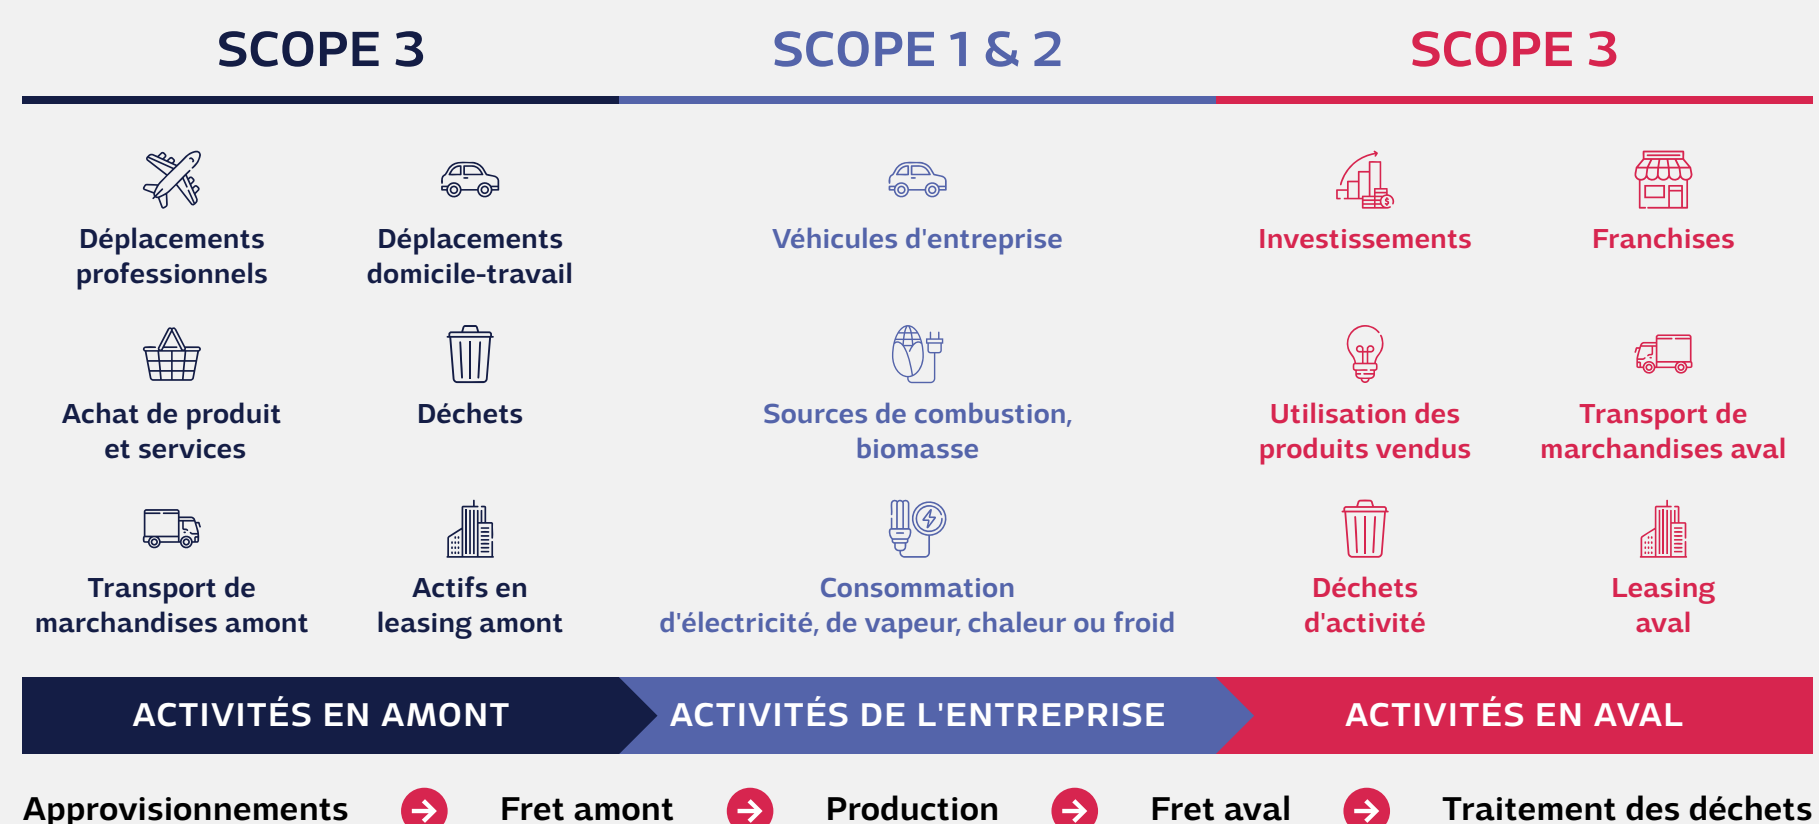 SCOPE 3
SCOPE 1 & 2
SCOPE 3
Déplacements
professionnels
Déplacements
domicile-travail
Véhicules d'entreprise
Investissements
Franchises
Achat de produit
et services
Déchets
Sources de combustion,
biomasse
Utilisation des
produits vendus
Transport de
marchandises aval
Transport de
marchandises amont
Actifs en
leasing amont
Consommation
d'électricité, de vapeur, chaleur ou froid
Déchets
d'activité
Leasing
aval
ACTIVITÉS EN AMONT
ACTIVITÉS DE L'ENTREPRISE
ACTIVITÉS EN AVAL
Approvisionnements
Fret amont
Production
Fret aval
Traitement des déchets